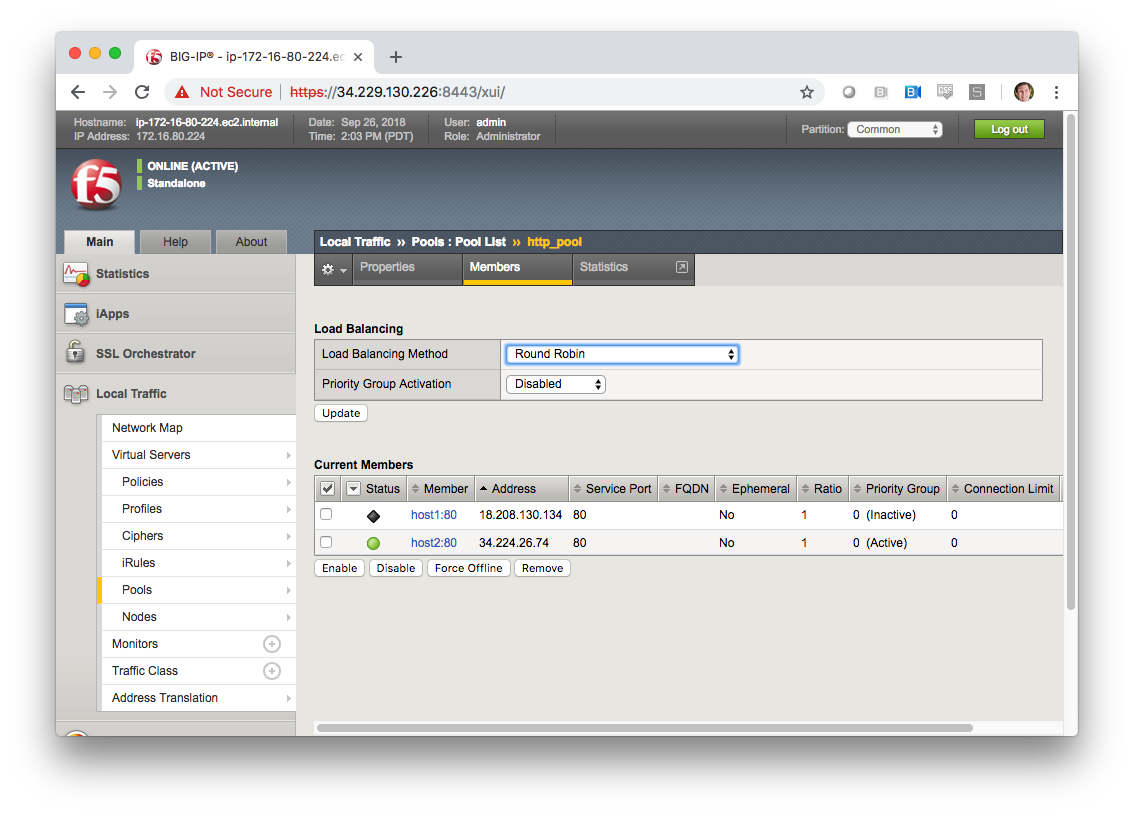 BIG-IP® - ip-172-16-80-224.ec
Not Secure https://34.229.130.226:8443/xui/
Hostname: ip-172-16-80-224.ec2.internal Date: Sep 26, 2018 User: admin
IP Address: 172.16.80.224 Time: 2:03 PM (PDT) Role: Administrator
Partition: Common Log out
f5
ONLINE (ACTIVE)
Standalone
Main Help About
Local Traffic ›› Pools : Pool List ›› http_pool
Properties Members Statistics
Statistics
iApps
SSL Orchestrator
Local Traffic
Network Map
Virtual Servers
Policies
Profiles
Ciphers
iRules
Pools
Nodes
Monitors
Traffic Class
Address Translation
Load Balancing
Load Balancing Method Round Robin
Priority Group Activation Disabled
Update
Current Members
Status Member Address Service Port FQDN Ephemeral Ratio Priority Group Connection Limit
host1:80 18.208.130.134 80 No 1 0 (Inactive) 0
host2:80 34.224.26.74 80 No 1 0 (Active) 0
Enable Disable Force Offline Remove